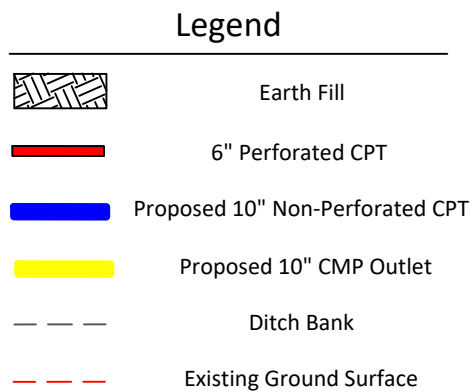 Legend
Earth Fill
6" Perforated CPT
Proposed 10" Non-Perforated CPT
Proposed 10" CMP Outlet
Ditch Bank
Existing Ground Surface